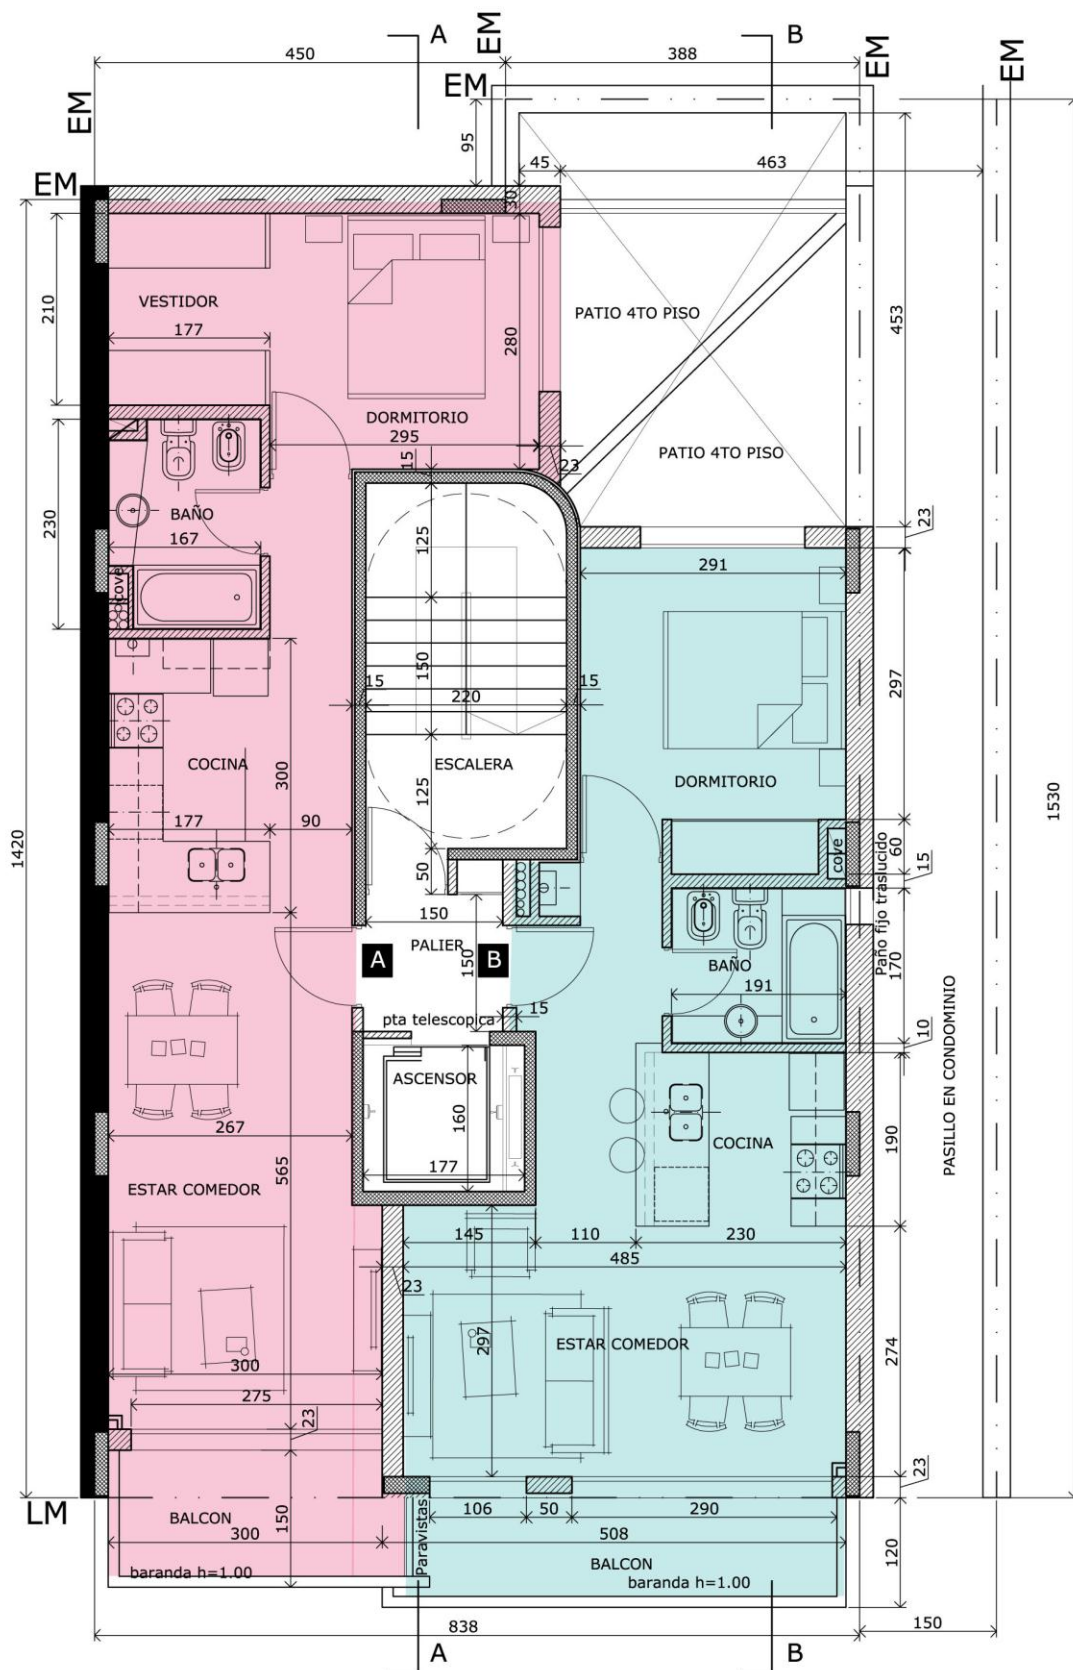 A
B
EM
EM
EM
450
388
EM
EM
95
45
463
EM
30
VESTIDOR
210
177
280
PATIO 4TO PISO
453
DORMITORIO
295
15
23
PATIO 4TO PISO
230
BAÑO
167
125
23
291
cove
150
15
220
15
297
COCINA
300
ESCALERA
DORMITORIO
1420
1530
177
90
125
50
cove
60
15
150
PALIER
A
B
150
Paño fijo traslucido
170
BAÑO
191
pta telescopica
15
10
ASCENSOR
160
177
PASILLO EN CONDOMINIO
267
COCINA
190
565
ESTAR COMEDOR
145
110
230
485
23
297
ESTAR COMEDOR
274
300
275
23
23
LM
BALCON
150
300
Paravistas
106
50
290
508
120
BALCON
baranda h=1.00
baranda h=1.00
838
150
A
B